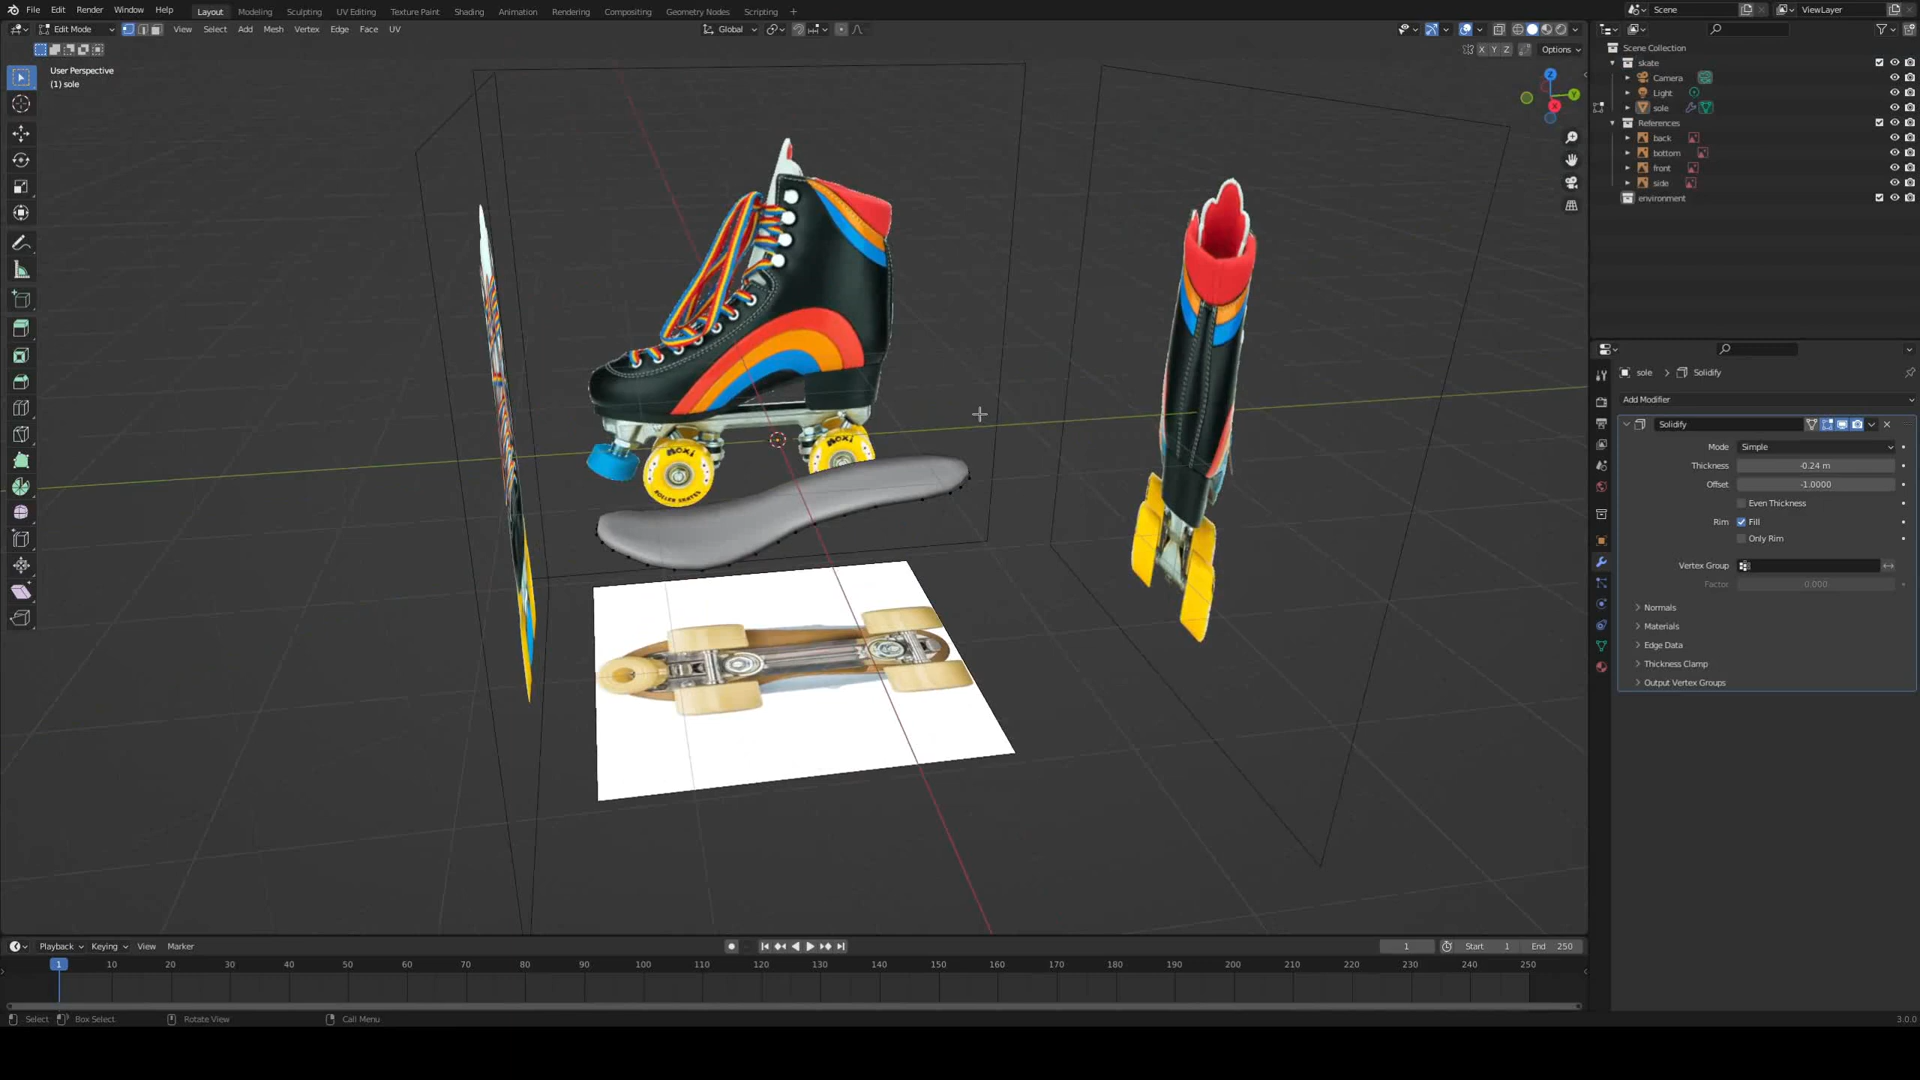 File Edit Render Window Help Layout Modeling Sculpting UV Editing Texture Paint Shading Animation Rendering Compositing Geometry Nodes Scripting + Scene ViewLayer
Edit Mode View Select Add Mesh Vertex Edge Face UV Global
X Y Z Options
User Perspective
(1) sole
Z
Y
X
Scene Collection
skate
Camera
Light
sole
References
back
bottom
front
side
environment
moxi
ROLLER SKATES
moxi
sole > Solidify
Add Modifier
Solidify
Mode Simple
Thickness -0.24 m
Offset -1.0000
Even Thickness
Rim Fill
Only Rim
Vertex Group
Factor 0.000
Normals
Materials
Edge Data
Thickness Clamp
Output Vertex Groups
Playback Keying View Marker 1 Start 1 End 250
1 10 20 30 40 50 60 70 80 90 100 110 120 130 140 150 160 170 180 190 200 210 220 230 240 250
Select Box Select Rotate View Call Menu 3.0.0